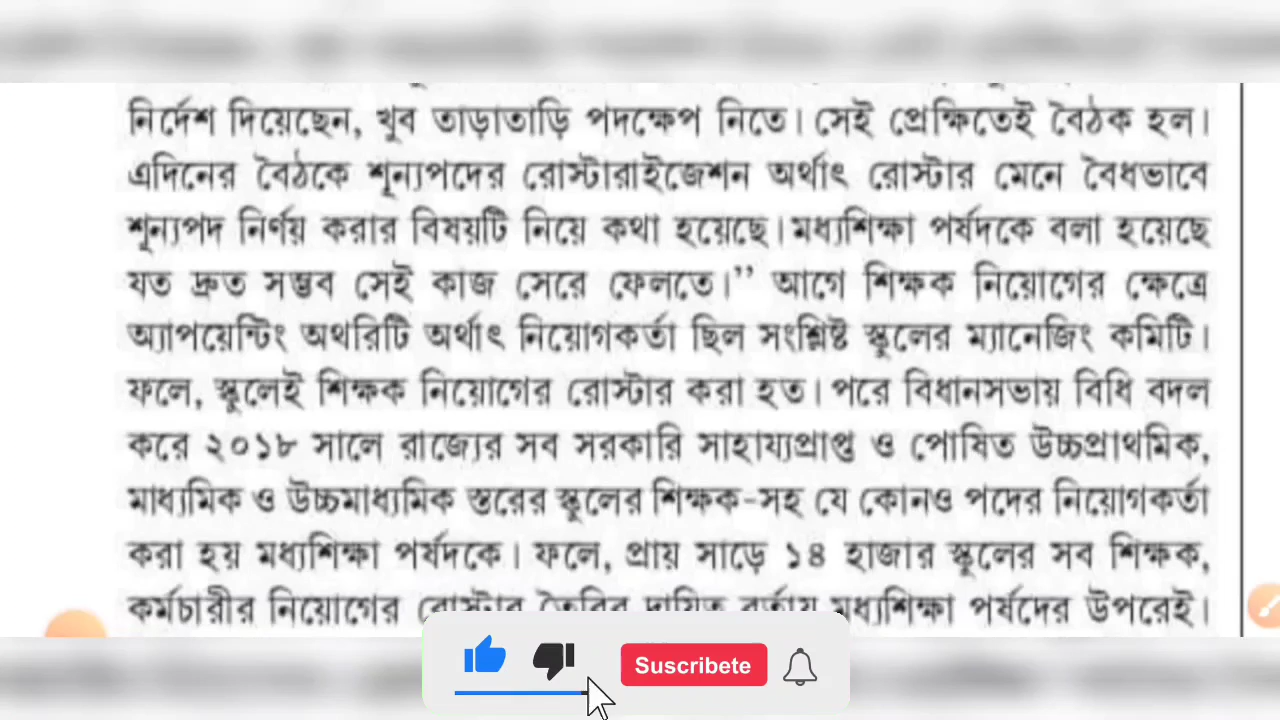 নির্দেশ দিয়েছেন, খুব তাড়াতাড়ি পদক্ষেপ নিতে। সেই প্রেক্ষিতেই বৈঠক হল।
এদিনের বৈঠকে শূন্যপদের রোস্টারাইজেশন অর্থাৎ রোস্টার মেনে বৈধভাবে
শূন্যপদ নির্ণয় করার বিষয়টি নিয়ে কথা হয়েছে। মধ্যশিক্ষা পর্ষদকে বলা হয়েছে
যত দ্রুত সম্ভব সেই কাজ সেরে ফেলতে।’’ আগে শিক্ষক নিয়োগের ক্ষেত্রে
অ্যাপয়েন্টিং অথরিটি অর্থাৎ নিয়োগকর্তা ছিল সংশ্লিষ্ট স্কুলের ম্যানেজিং কমিটি।
ফলে, স্কুলেই শিক্ষক নিয়োগের রোস্টার করা হত। পরে বিধানসভায় বিধি বদল
করে ২০১৮ সালে রাজ্যের সব সরকারি সাহায্যপ্রাপ্ত ও পোষিত উচ্চপ্রাথমিক,
মাধ্যমিক ও উচ্চমাধ্যমিক স্তরের স্কুলের শিক্ষক-সহ যে কোনও পদের নিয়োগকর্তা
করা হয় মধ্যশিক্ষা পর্ষদকে। ফলে, প্রায় সাড়ে ১৪ হাজার স্কুলের সব শিক্ষক,
কর্মচারীর নিয়োগের রোস্টার তৈরির দায়িত্ব বর্তায় মধ্যশিক্ষা পর্ষদের উপরেই।
Suscribete